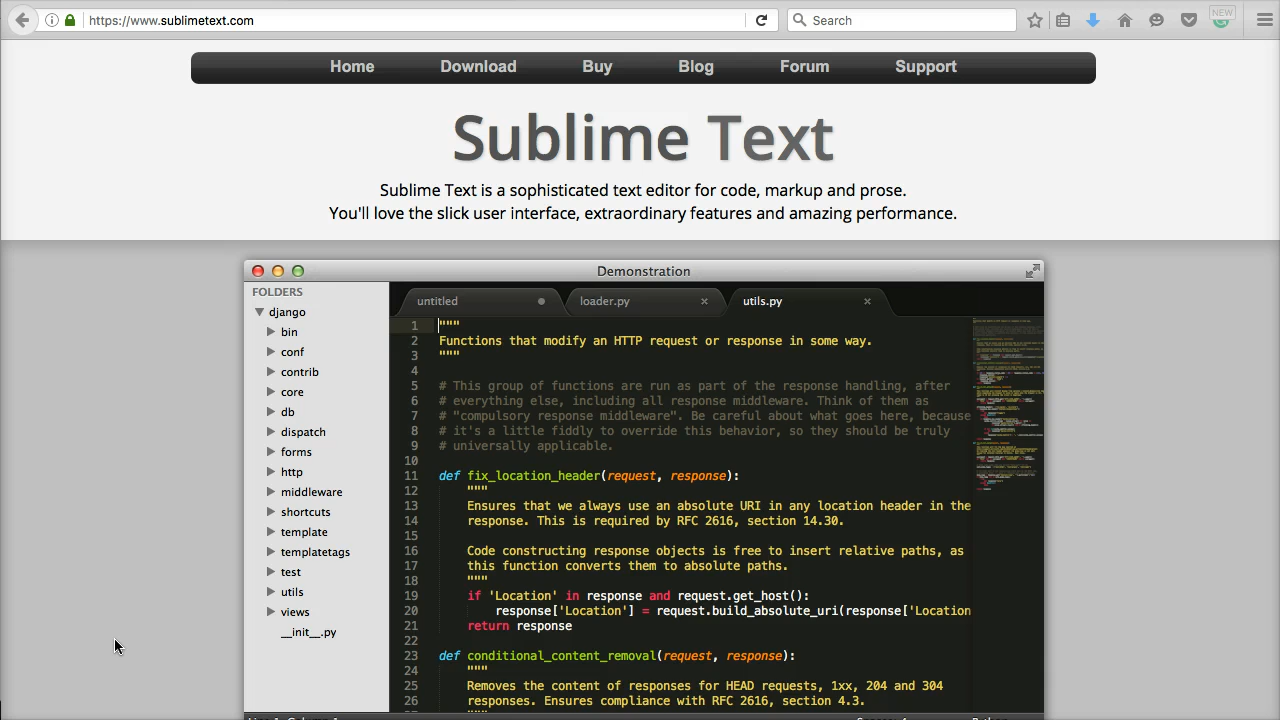 NEW
https://www.sublimetext.com
Search
Home Download Buy Blog Forum Support
Sublime Text
Sublime Text is a sophisticated text editor for code, markup and prose.
You'll love the slick user interface, extraordinary features and amazing performance.
Demonstration
FOLDERS
django
bin
conf
contrib
core
db
dispatch
forms
http
middleware
shortcuts
template
templatetags
test
utils
views
__init__.py
untitled loader.py utils.py
1 """
2 Functions that modify an HTTP request or response in some way.
3 """
4
5 # This group of functions are run as part of the response handling, after
6 # everything else, including all response middleware. Think of them as
7 # "compulsory response middleware". Be careful about what goes here, because
8 # it's a little fiddly to override this behavior, so they should be truly
9 # universally applicable.
10
11 def fix_location_header(request, response):
12 """
13 Ensures that we always use an absolute URI in any location header in the
14 response. This is required by RFC 2616, section 14.30.
15
16 Code constructing response objects is free to insert relative paths, as
17 this function converts them to absolute paths.
18 """
19 if 'Location' in response and request.get_host():
20 response['Location'] = request.build_absolute_uri(response['Location
21 return response
22
23 def conditional_content_removal(request, response):
24 """
25 Removes the content of responses for HEAD requests, 1xx, 204 and 304
26 responses. Ensures compliance with RFC 2616, section 4.3.